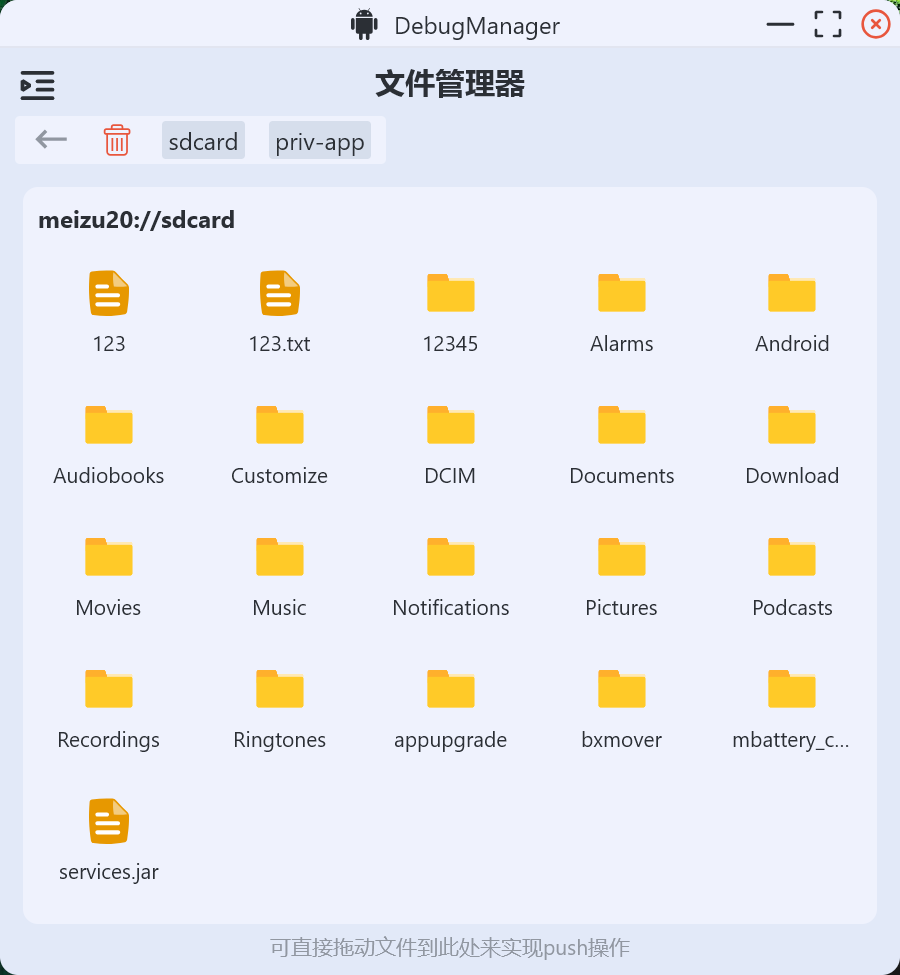 DebugManager
文件管理器
sdcard priv-app
meizu20://sdcard
123 123.txt 12345 Alarms Android
Audiobooks Customize DCIM Documents Download
Movies Music Notifications Pictures Podcasts
Recordings Ringtones appupgrade bxmover mbattery_c...
services.jar
可直接拖动文件到此处来实现push操作